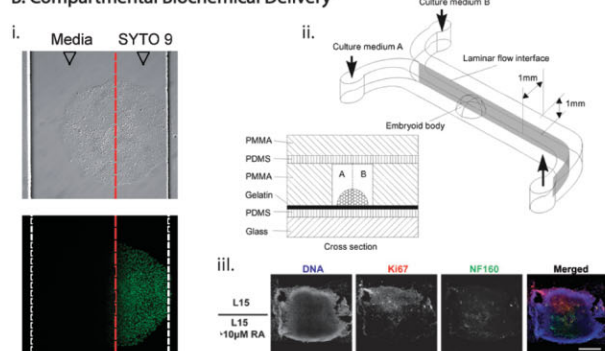 B. Compartmental Biochemical Delivery
i.
Media SYTO 9
ii.
Culture medium B
Culture medium A
Laminar flow interface
1mm
1mm
Embryoid body
PMMA
PDMS
PMMA
A B
Gelatin
PDMS
Glass
Cross section
iii.
DNA Ki67 NF160 Merged
L15
L15
+10µM RA